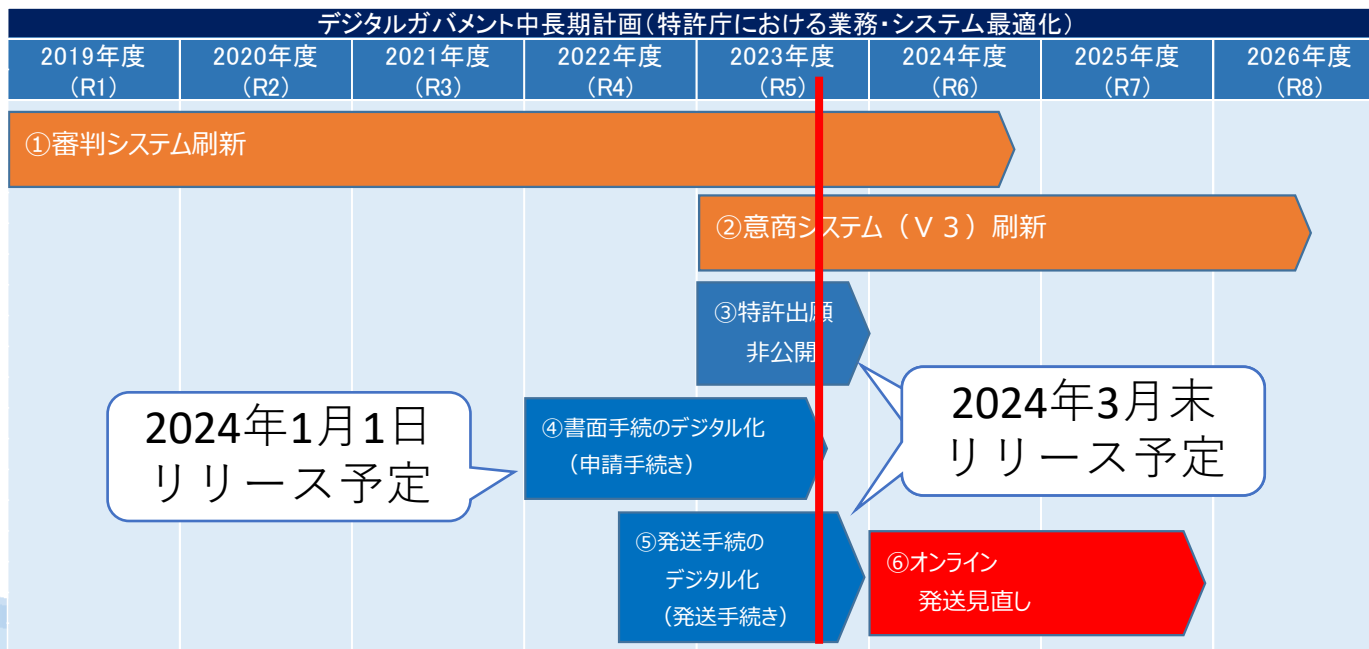 デジタルガバメント中長期計画(特許庁における業務・システム最適化)
2019年度 2020年度 2021年度 2022年度 2023年度 2024年度 2025年度 2026年度
(R1) (R2) (R3) (R4) (R5) (R6) (R7) (R8)
①審判システム刷新
②意商システム(V3)刷新
③特許出願
非公開
2024年1月1日
リリース予定
④書面手続のデジタル化
(申請手続き)
2024年3月末
リリース予定
⑤発送手続の
デジタル化
(発送手続き)
⑥オンライン
発送見直し